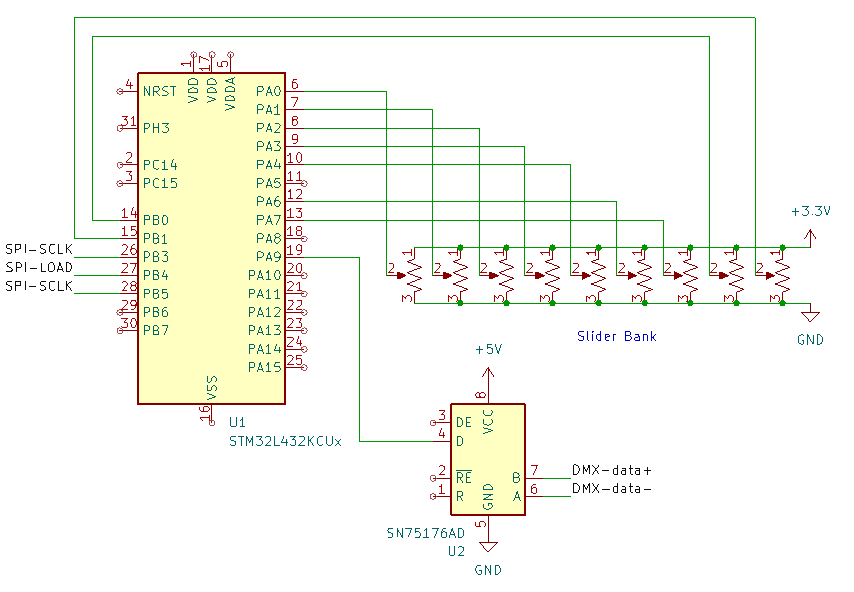 1 17 5
4 NRST VDD VDD VDDA PA0 6
PA1 7
31 PH3 PA2 8
PA3 9
2 PC14 PA4 10
3 PC15 PA5 11
PA6 12
14 PB0 PA7 13
15 PB1 PA8 18
SPI-SCLK 26 PB3 PA9 19
SPI-LOAD 27 PB4 PA10 20
SPI-SCLK 28 PB5 PA11 21
29 PB6 PA12 22
30 PB7 PA13 23
PA14 24
PA15 25
16 VSS
U1
STM32L432KCUx
+3.3V
1 1 1 1 1 1 1 1 1
2 2 2 2 2 2 2 2 2
3 3 3 3 3 3 3 3 3
GND
Slider Bank
+5V
8
3 DE VCC
4 D
2 RE B 7 DMX-data+
1 R GND A 6 DMX-data-
5
SN75176AD
U2
GND